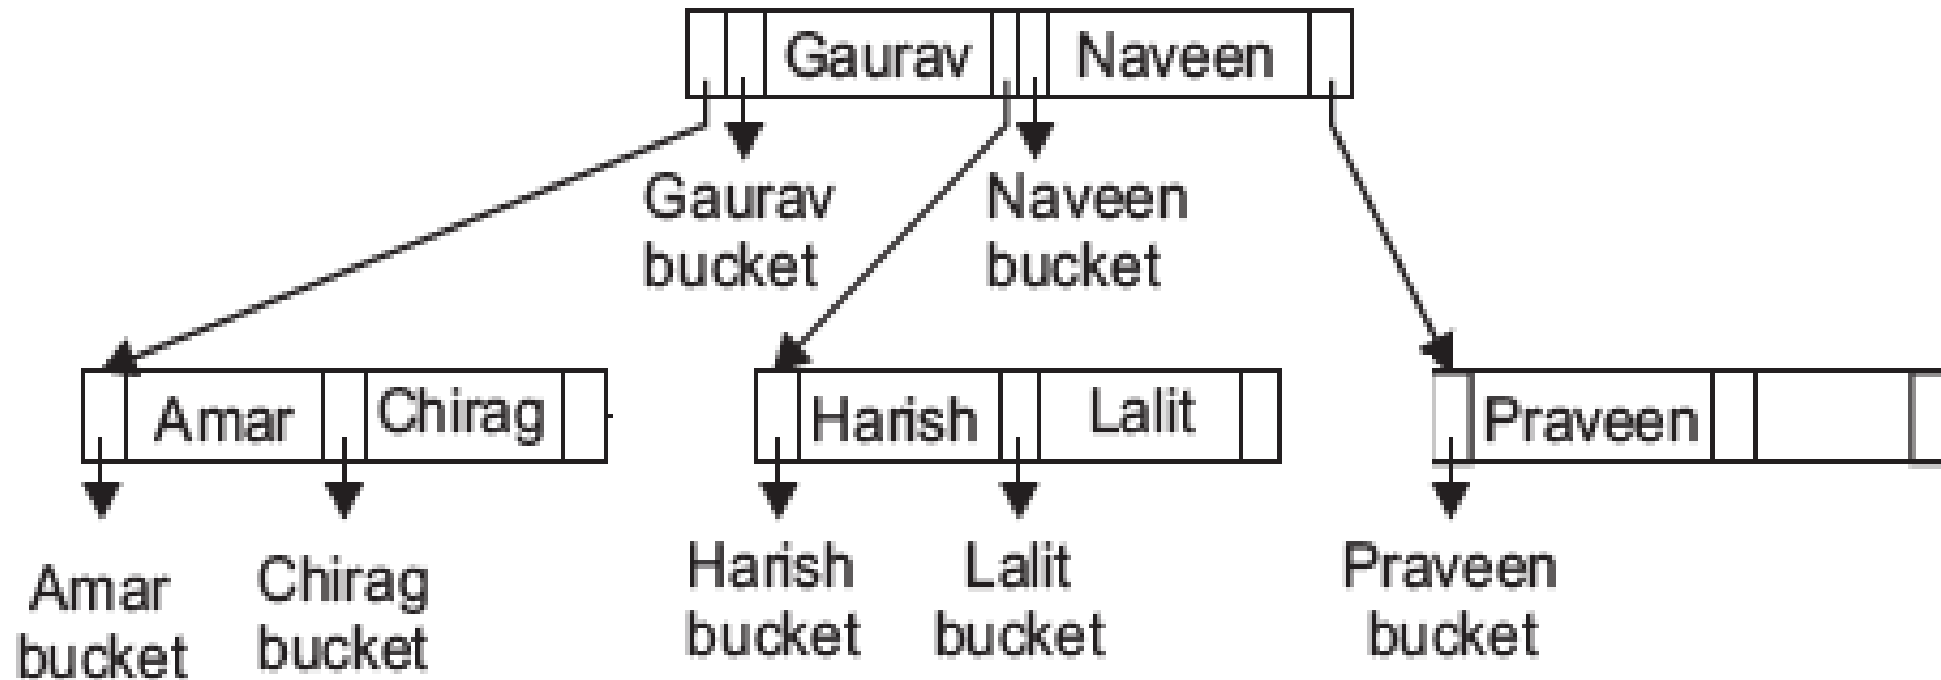 Gaurav Naveen
Gaurav
bucket
Naveen
bucket
Amar Chirag
Harish Lalit
Praveen
Amar
bucket
Chirag
bucket
Harish
bucket
Lalit
bucket
Praveen
bucket